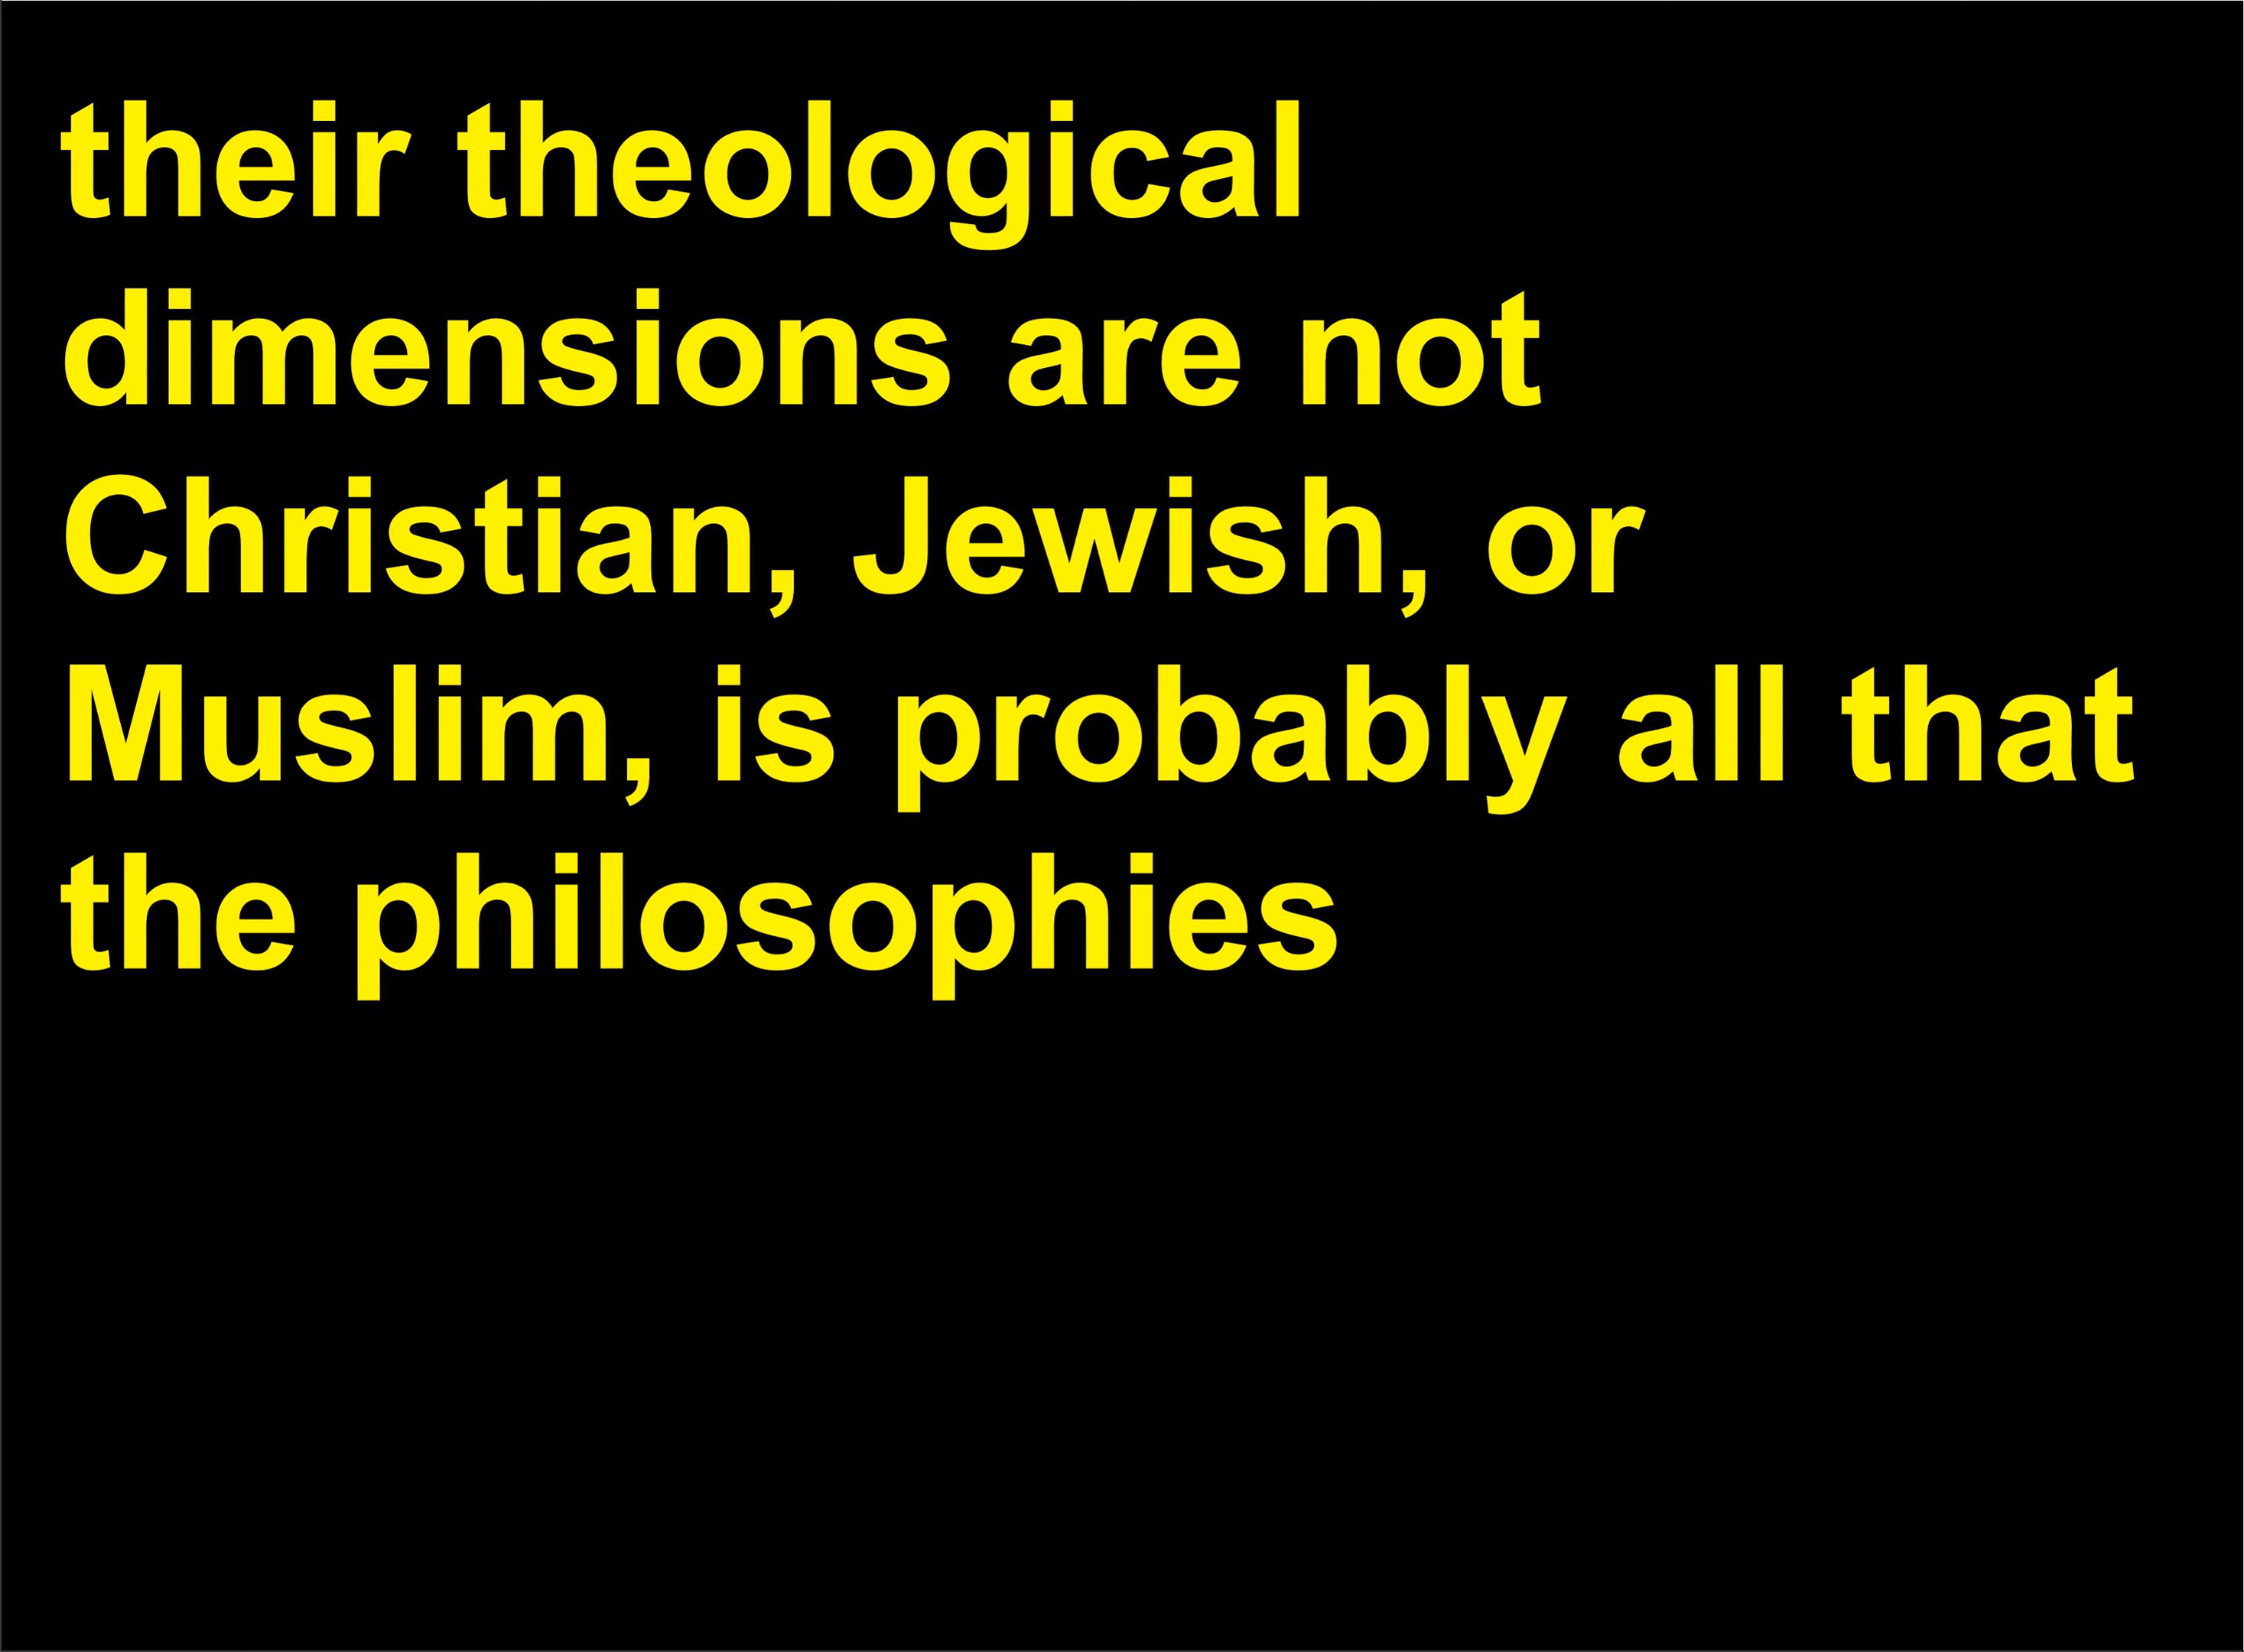 their theological
dimensions are not
Christian, Jewish, or
Muslim, is probably all that
the philosophies